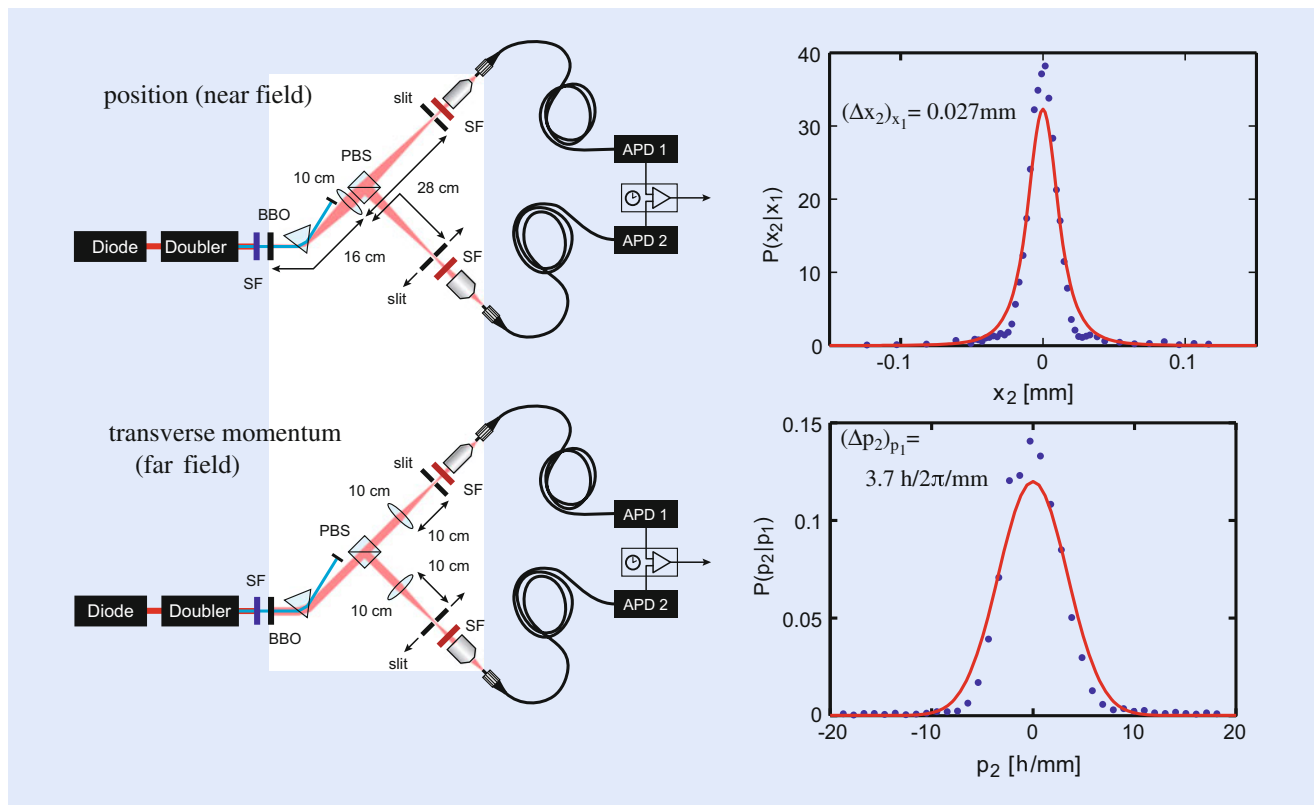 position (near field)
slit
SF
PBS
10 cm
28 cm
BBO
Diode
Doubler
16 cm
SF
SF
slit
APD 1
APD 2
40
30
20
10
0
P(x2|x1)
(Δx2)x1= 0.027mm
-0.1
0
0.1
x2 [mm]
transverse momentum
(far field)
slit
SF
10 cm
PBS
10 cm
10 cm
SF
10 cm
Diode
Doubler
BBO
SF
slit
APD 1
APD 2
0.15
0.1
0.05
0
P(p2|p1)
(Δp2)p1=
3.7 h/2π/mm
-20
-10
0
10
20
p2 [h/mm]